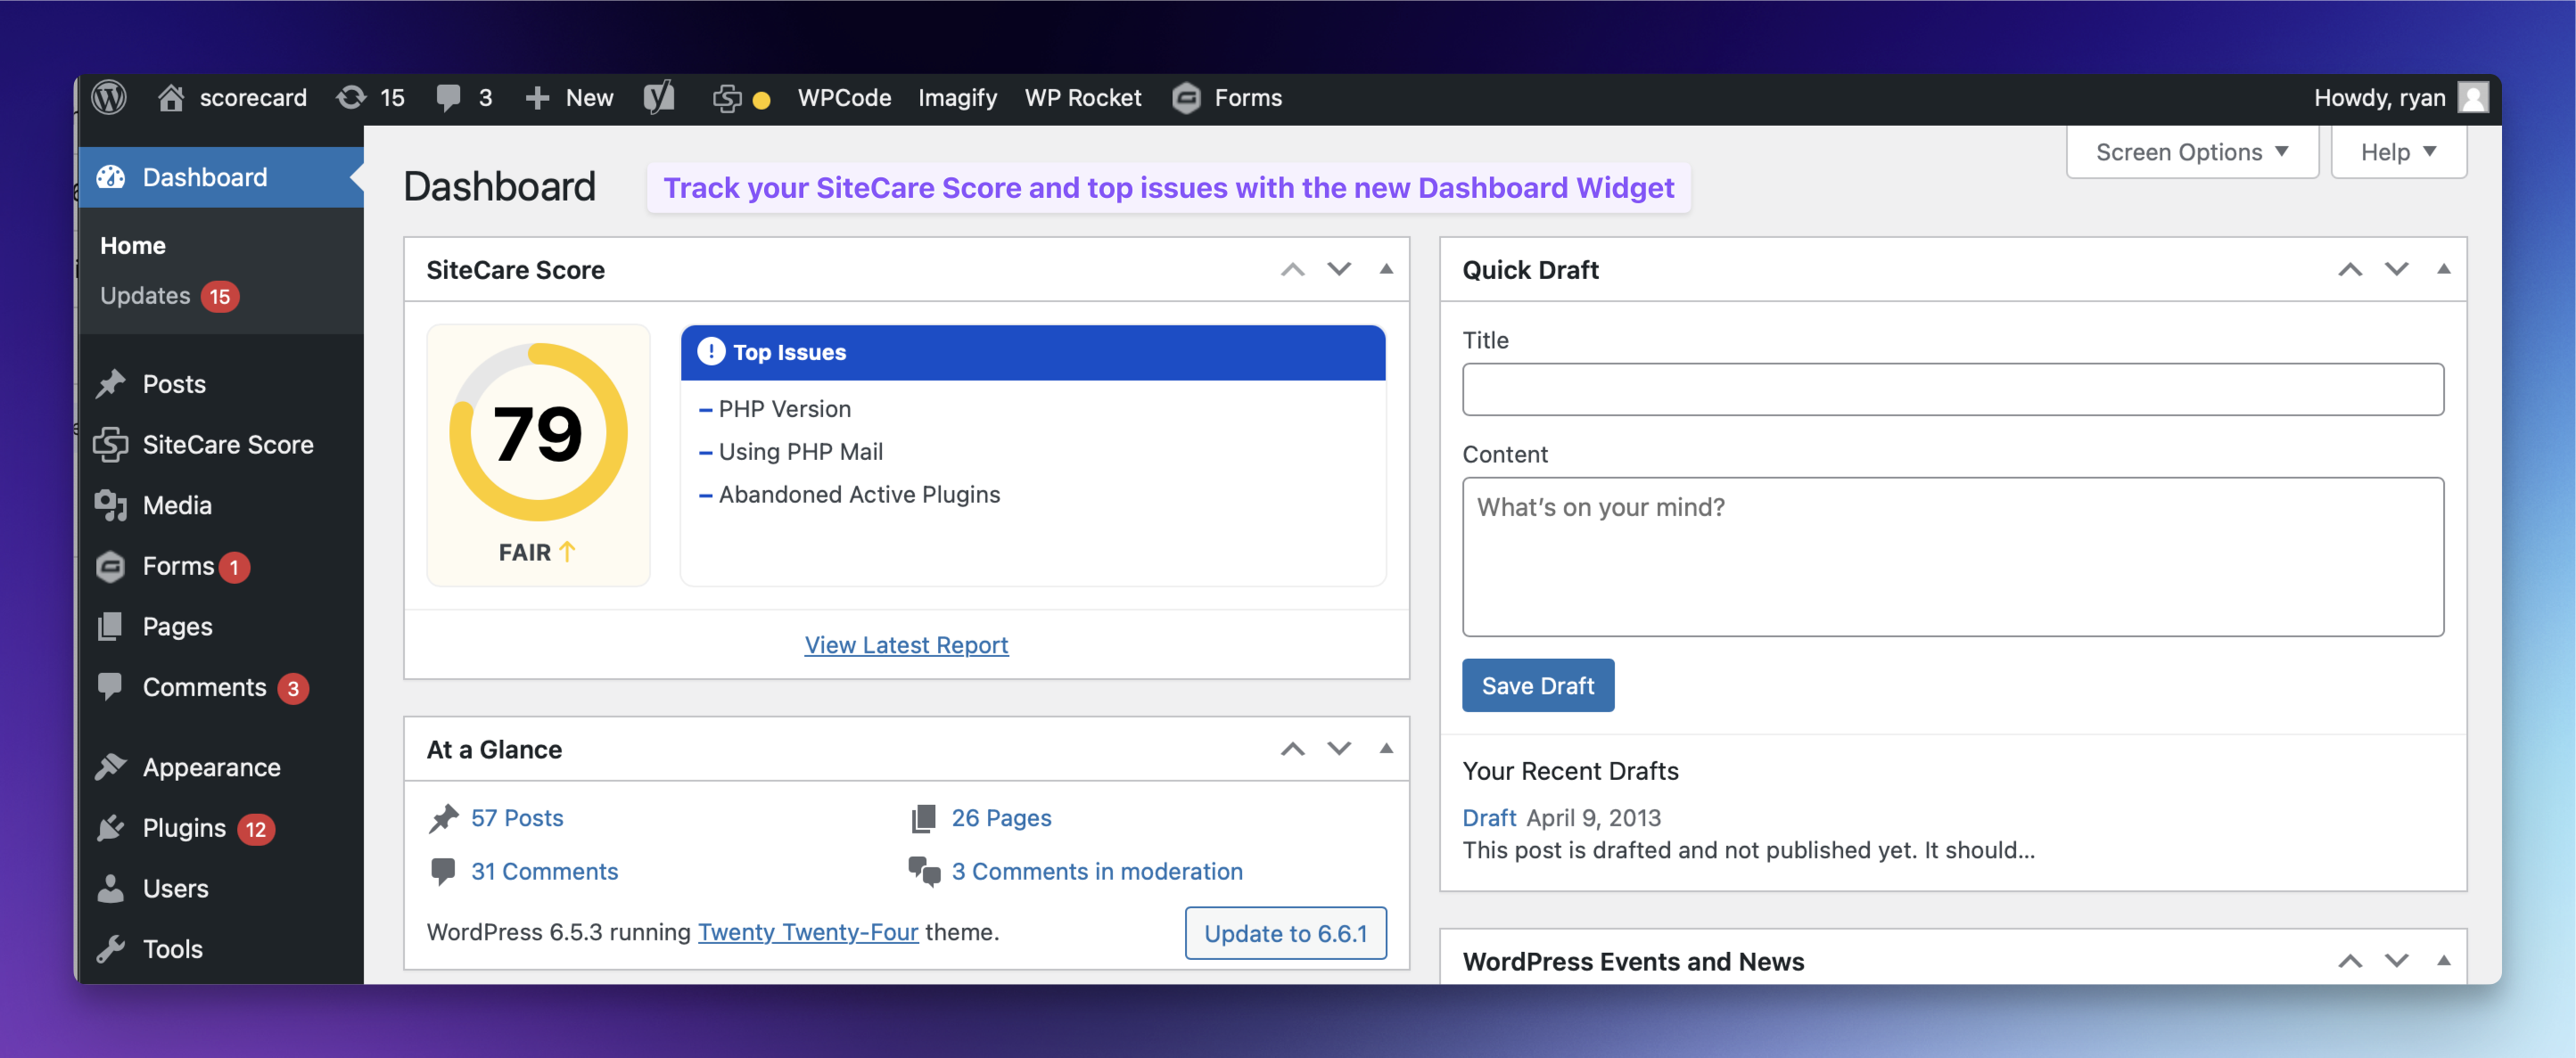 scorecard 15 3 New WPCode Imagify WP Rocket Forms Howdy, ryan
Dashboard
Home
Updates 15
Posts
SiteCare Score
Media
Forms 1
Pages
Comments 3
Appearance
Plugins 12
Users
Tools
Screen Options Help
Dashboard Track your SiteCare Score and top issues with the new Dashboard Widget
SiteCare Score
79
FAIR ↑
! Top Issues
– PHP Version
– Using PHP Mail
– Abandoned Active Plugins
View Latest Report
At a Glance
57 Posts 26 Pages
31 Comments 3 Comments in moderation
WordPress 6.5.3 running Twenty Twenty-Four theme. Update to 6.6.1
Quick Draft
Title
Content
What's on your mind?
Save Draft
Your Recent Drafts
Draft April 9, 2013
This post is drafted and not published yet. It should...
WordPress Events and News